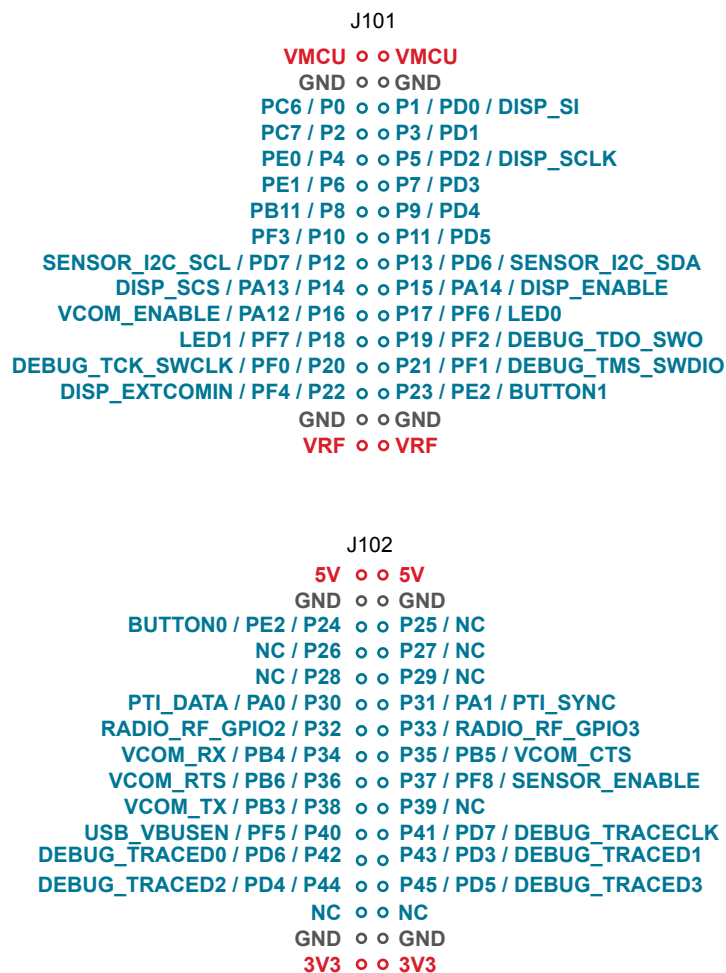 J101
VMCU VMCU
GND GND
PC6 / P0 P1 / PD0 / DISP_SI
PC7 / P2 P3 / PD1
PE0 / P4 P5 / PD2 / DISP_SCLK
PE1 / P6 P7 / PD3
PB11 / P8 P9 / PD4
PF3 / P10 P11 / PD5
SENSOR_I2C_SCL / PD7 / P12 P13 / PD6 / SENSOR_I2C_SDA
DISP_SCS / PA13 / P14 P15 / PA14 / DISP_ENABLE
VCOM_ENABLE / PA12 / P16 P17 / PF6 / LED0
LED1 / PF7 / P18 P19 / PF2 / DEBUG_TDO_SWO
DEBUG_TCK_SWCLK / PF0 / P20 P21 / PF1 / DEBUG_TMS_SWDIO
DISP_EXTCOMIN / PF4 / P22 P23 / PE2 / BUTTON1
GND GND
VRF VRF
J102
5V 5V
GND GND
BUTTON0 / PE2 / P24 P25 / NC
NC / P26 P27 / NC
NC / P28 P29 / NC
PTI_DATA / PA0 / P30 P31 / PA1 / PTI_SYNC
RADIO_RF_GPIO2 / P32 P33 / RADIO_RF_GPIO3
VCOM_RX / PB4 / P34 P35 / PB5 / VCOM_CTS
VCOM_RTS / PB6 / P36 P37 / PF8 / SENSOR_ENABLE
VCOM_TX / PB3 / P38 P39 / NC
USB_VBUSEN / PF5 / P40 P41 / PD7 / DEBUG_TRACECLK
DEBUG_TRACED0 / PD6 / P42 P43 / PD3 / DEBUG_TRACED1
DEBUG_TRACED2 / PD4 / P44 P45 / PD5 / DEBUG_TRACED3
NC NC
GND GND
3V3 3V3